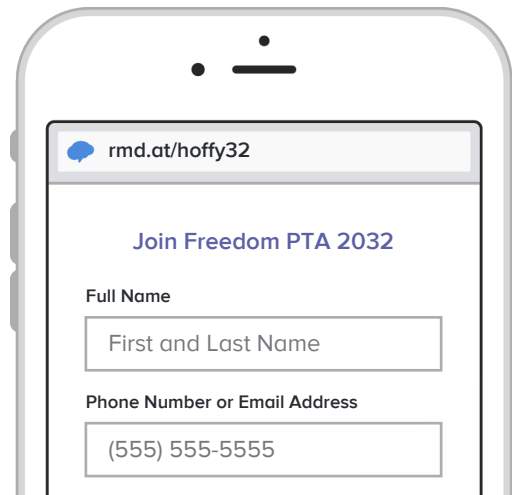 rmd.at/hoffy32
Join Freedom PTA 2032
Full Name
First and Last Name
Phone Number or Email Address
(555) 555-5555